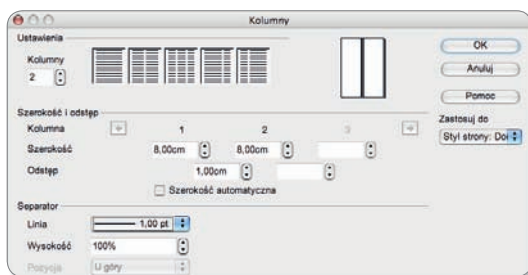 Kolumny
Ustawienia
Kolumny
2
OK
Anuluj
Pomoc
Zastosuj do
Styl strony: Do
Szerokość i odstęp
Kolumna 1 2 3
Szerokość 8,00cm 8,00cm
Odstęp 1,00cm
Szerokość automatyczna
Separator
Linia 1,00 pt
Wysokość 100%
Pozycja U góry